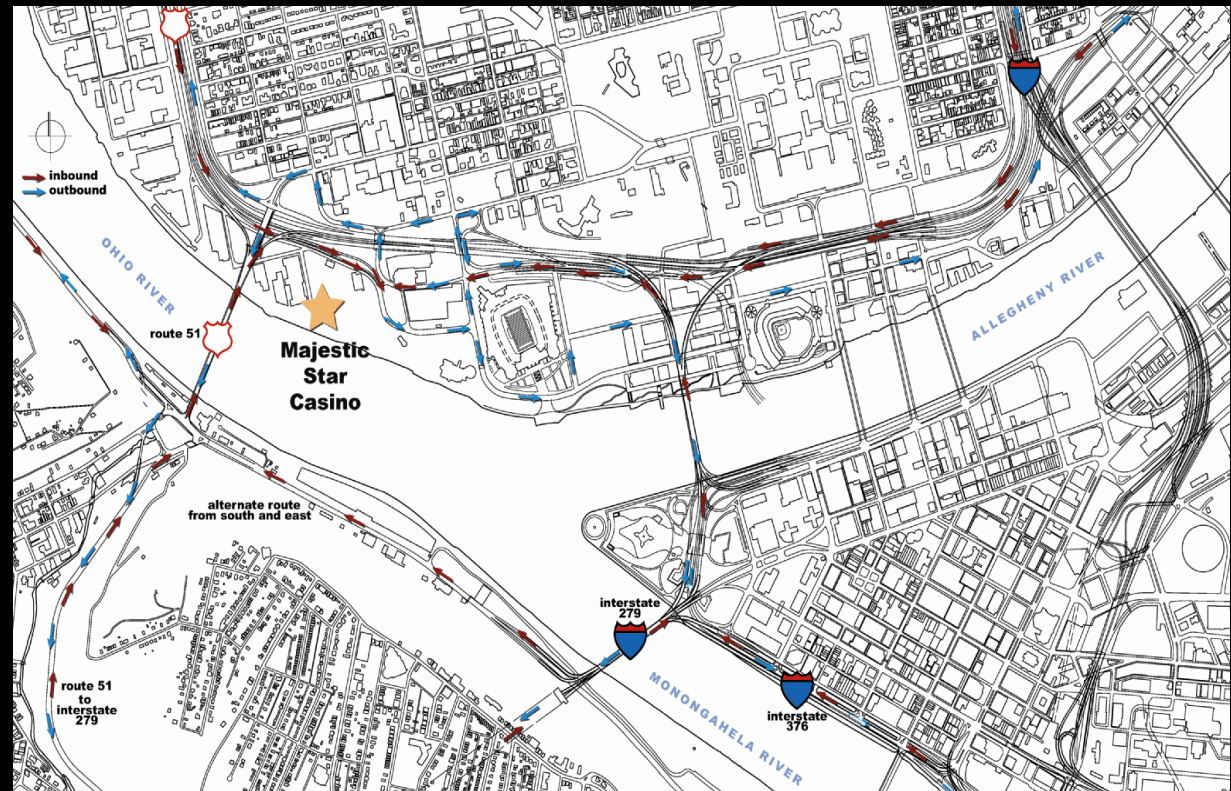 inbound
outbound
OHIO RIVER
route 51
Majestic
Star
Casino
ALLEGHENY RIVER
alternate route
from south and east
interstate
279
route 51
to
interstate
279
MONONGAHELA RIVER
interstate
376